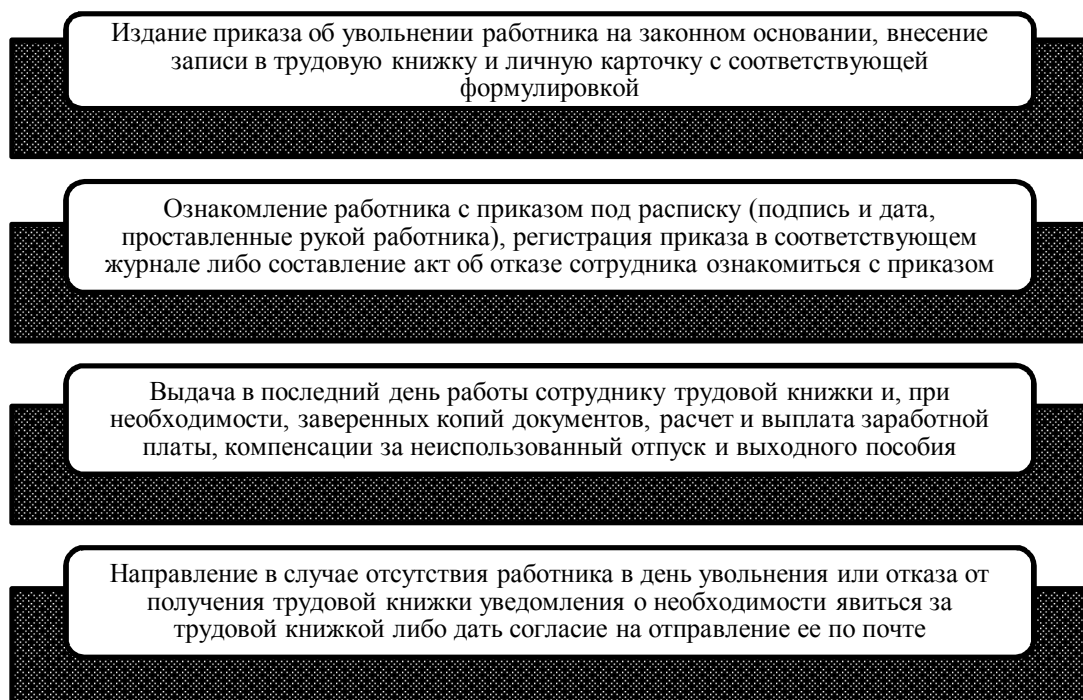 Издание приказа об увольнении работника на законном основании, внесение
записи в трудовую книжку и личную карточку с соответствующей
формулировкой
Ознакомление работника с приказом под расписку (подпись и дата,
проставленные рукой работника), регистрация приказа в соответствующем
журнале либо составление акт об отказе сотрудника ознакомиться с приказом
Выдача в последний день работы сотруднику трудовой книжки и, при
необходимости, заверенных копий документов, расчет и выплата заработной
платы, компенсации за неиспользованный отпуск и выходного пособия
Направление в случае отсутствия работника в день увольнения или отказа от
получения трудовой книжки уведомления о необходимости явиться за
трудовой книжкой либо дать согласие на отправление ее по почте